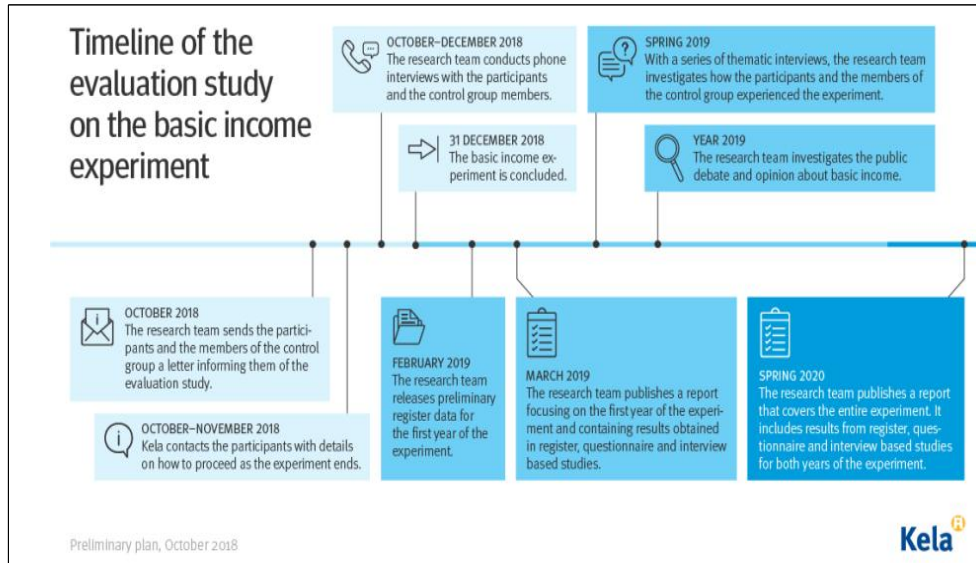 Timeline of the
evaluation study
on the basic income
experiment
OCTOBER–DECEMBER 2018
The research team conducts phone
interviews with the participants
and the control group members.
31 DECEMBER 2018
The basic income ex-
periment is concluded.
SPRING 2019
With a series of thematic interviews, the research team
investigates how the participants and the members of
the control group experienced the experiment.
YEAR 2019
The research team investigates the public
debate and opinion about basic income.
OCTOBER 2018
The research team sends the partici-
pants and the members of the control
group a letter informing them of the
evaluation study.
OCTOBER–NOVEMBER 2018
Kela contacts the participants with details
on how to proceed as the experiment ends.
FEBRUARY 2019
The research team
releases preliminary
register data for
the first year of the
experiment.
MARCH 2019
The research team publishes a report
focusing on the first year of the experi-
ment and containing results obtained
in register, questionnaire and interview
based studies.
SPRING 2020
The research team publishes a report
that covers the entire experiment. It
includes results from register, ques-
tionnaire and interview based studies
for both years of the experiment.
Preliminary plan, October 2018
Kela